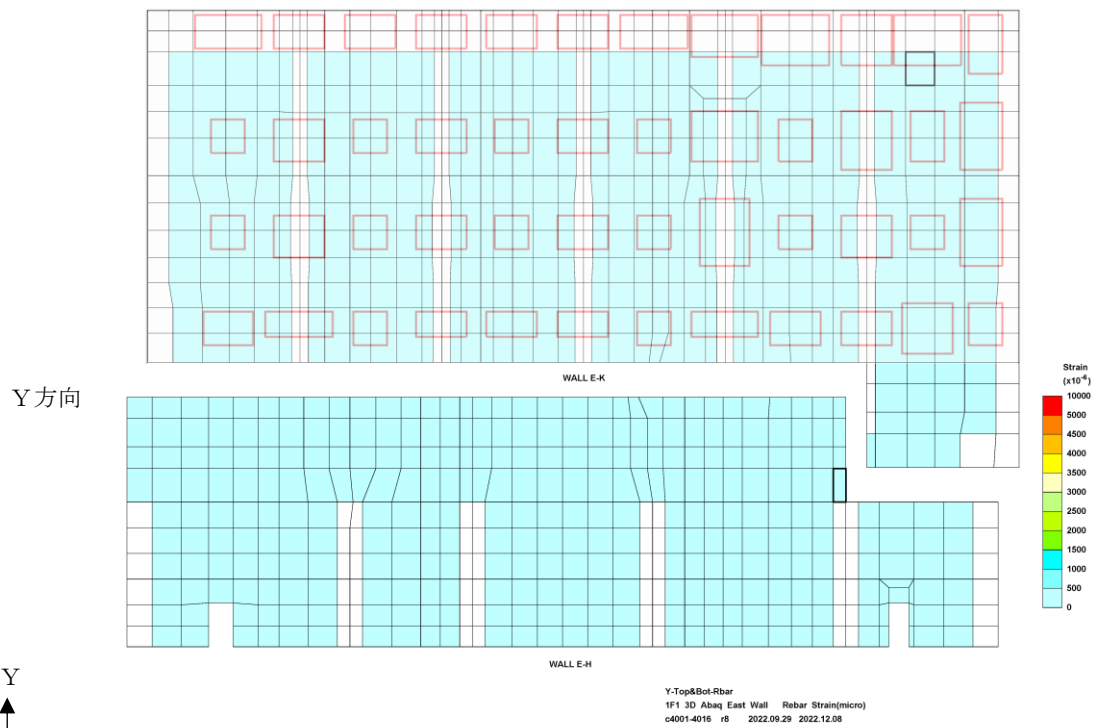 WALL E-K
Y方向
Strain
(x10⁻⁶)
10000
5000
4500
4000
3500
3000
2500
2000
1500
1000
500
0
WALL E-H
Y
Y-Top&Bot-Rbar
1F1 3D Abaq East Wall Rebar Strain(micro)
c4001-4016 r8 2022.09.29 2022.12.08